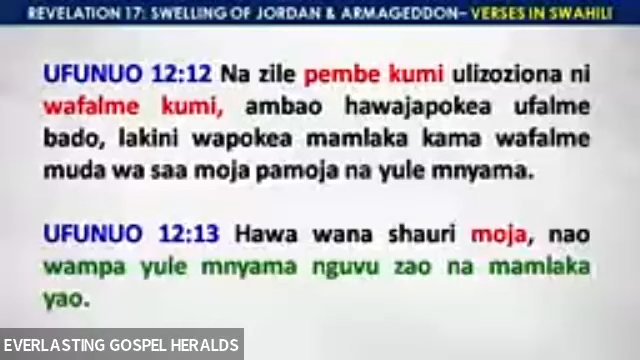 REVELATION 17: SWELLING OF JORDAN & ARMAGEDDON– VERSES IN SWAHILI
UFUNUO 12:12 Na zile pembe kumi ulizoziona ni
wafalme kumi, ambao hawajapokea ufalme
bado, lakini wapokea mamlaka kama wafalme
muda wa saa moja pamoja na yule mnyama.
UFUNUO 12:13 Hawa wana shauri moja, nao
wampa yule mnyama nguvu zao na mamlaka
yao.
EVERLASTING GOSPEL HERALDS